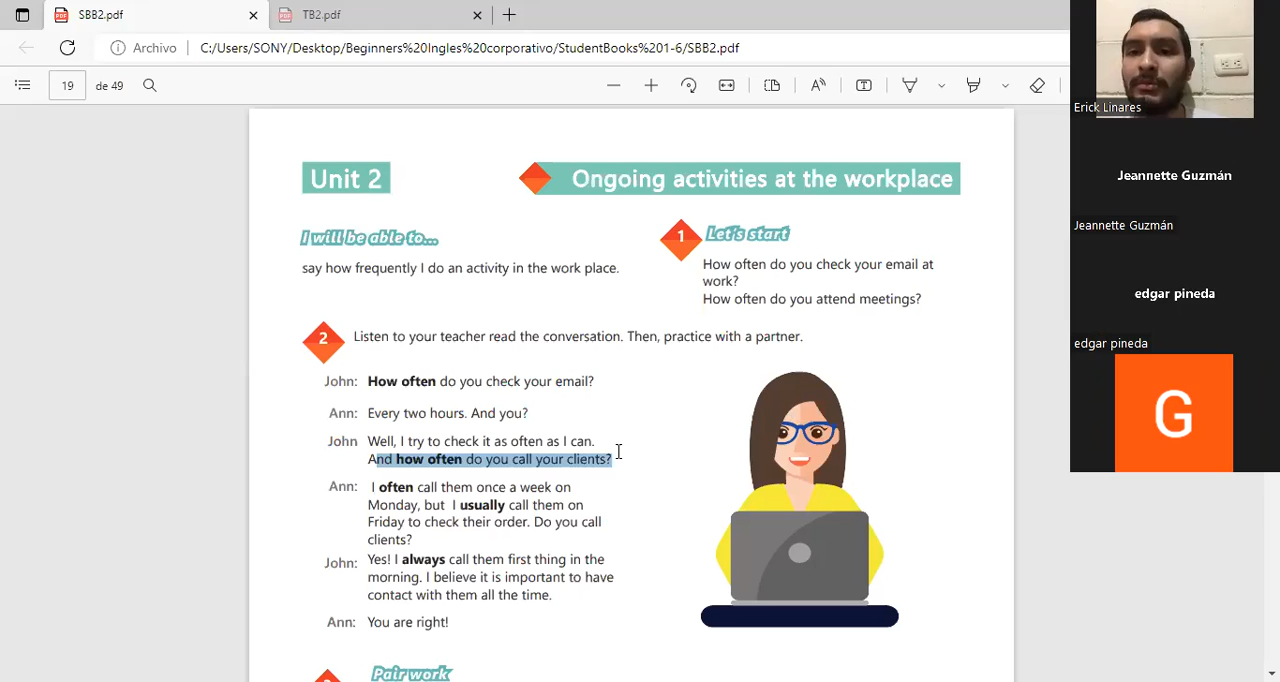 SBB2.pdf
TB2.pdf
Archivo
C:/Users/SONY/Desktop/Beginners%20Ingles%20corporativo/StudentBooks%201-6/SBB2.pdf
19 de 49
Unit 2
Ongoing activities at the workplace
I will be able to...
say how frequently I do an activity in the work place.
1 Let's start
How often do you check your email at
work?
How often do you attend meetings?
2 Listen to your teacher read the conversation. Then, practice with a partner.
John: How often do you check your email?
Ann: Every two hours. And you?
John Well, I try to check it as often as I can.
And how often do you call your clients?
Ann: I often call them once a week on
Monday, but I usually call them on
Friday to check their order. Do you call
clients?
John: Yes! I always call them first thing in the
morning. I believe it is important to have
contact with them all the time.
Ann: You are right!
Pair work
Erick Linares
Jeannette Guzmán
Jeannette Guzmán
edgar pineda
edgar pineda
G